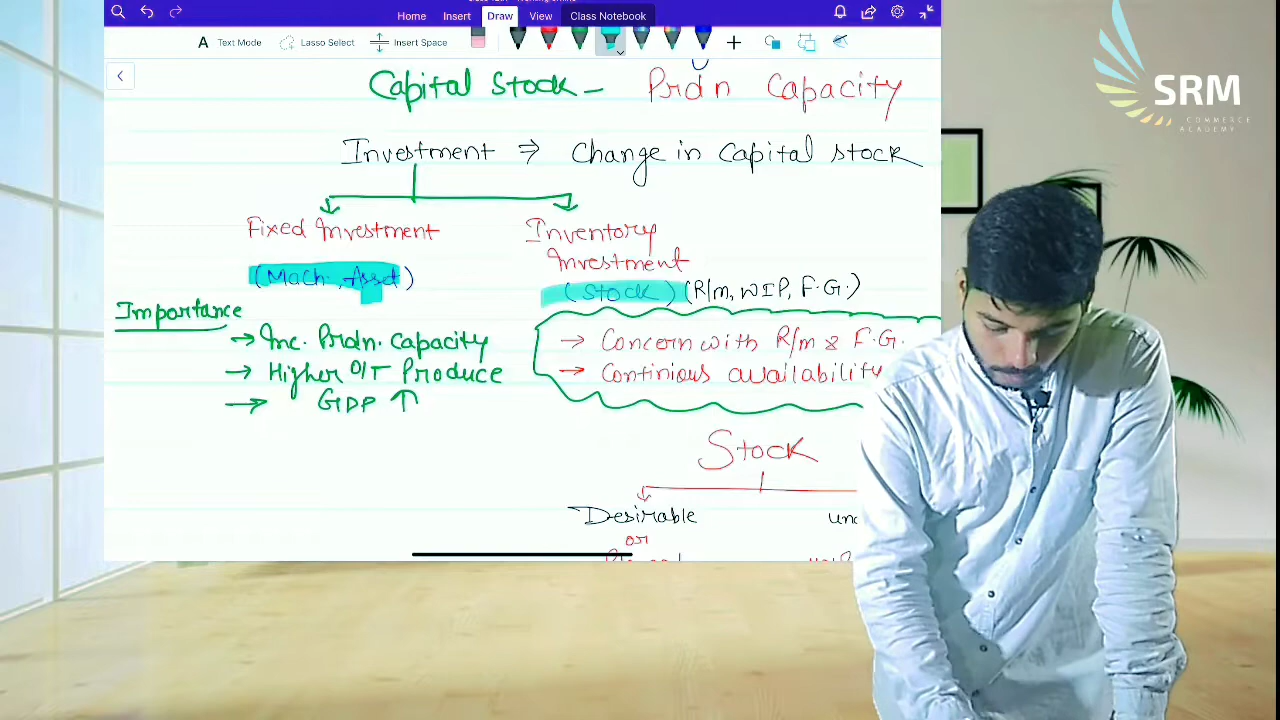 Home Insert Draw View Class Notebook
Text Mode Lasso Select Insert Space
Capital Stock - Prdn Capacity
Investment ⇒ Change in Capital stock
Fixed Investment
Inventory
Investment
(Mach., Asset)
(Stock) (R/m, WIP, F.G.)
Importance
→ Inc. Prdn. Capacity
→ Higher O/T Produce
→ GDP ↑
→ Concern with R/m & F.G.
→ Continious availability
Stock
Desirable
or
SRM
COMMERCE
ACADEMY